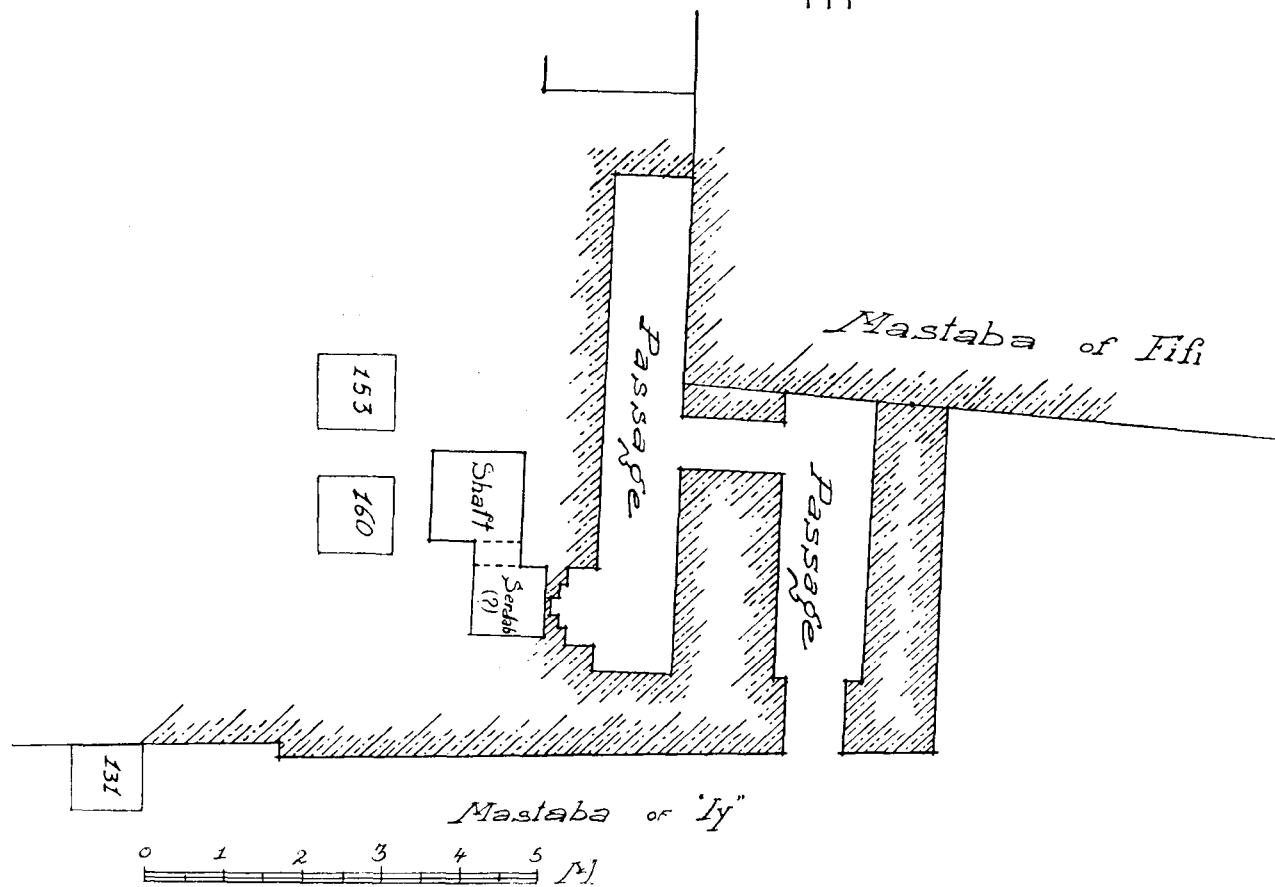 Mastaba of Fifi
Passage
153
Shaft
160
Passage
Serdab
(?)
131
Mastaba of "Iy"
0 1 2 3 4 5 M